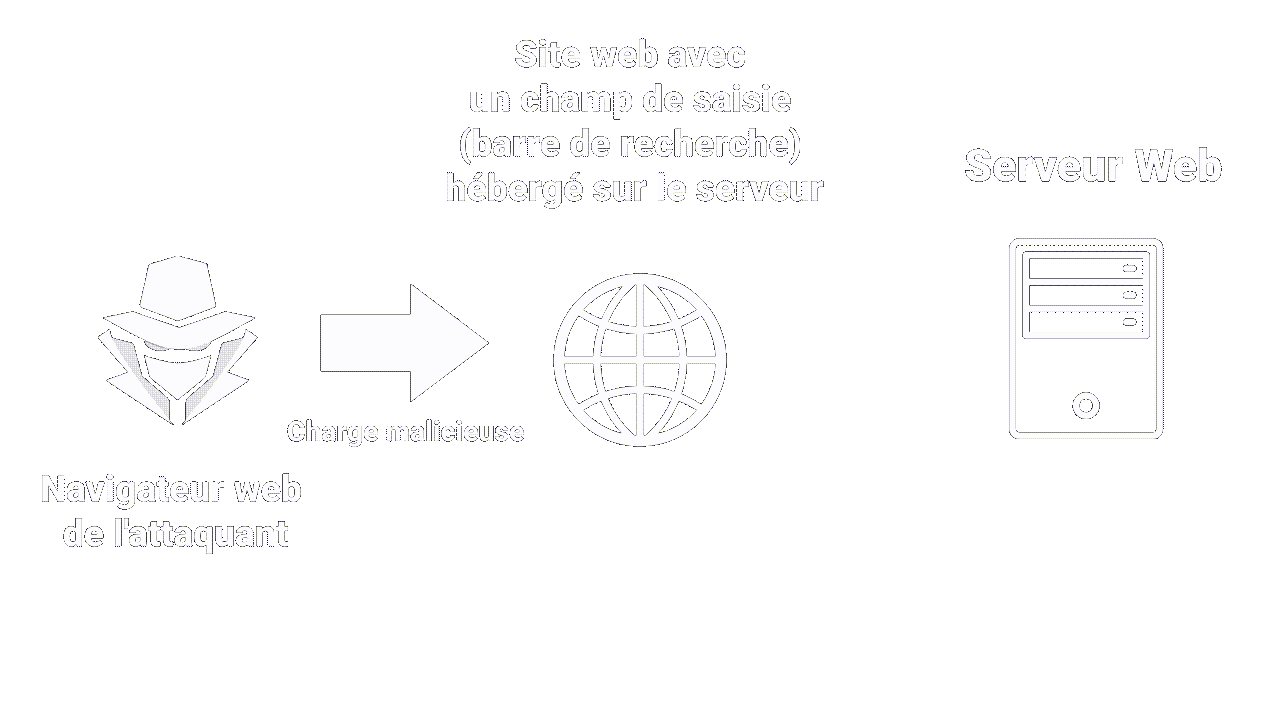 Site web avec
un champ de saisie
(barre de recherche)
hébergé sur le serveur
Serveur Web
Charge malicieuse
Navigateur web
de l'attaquant